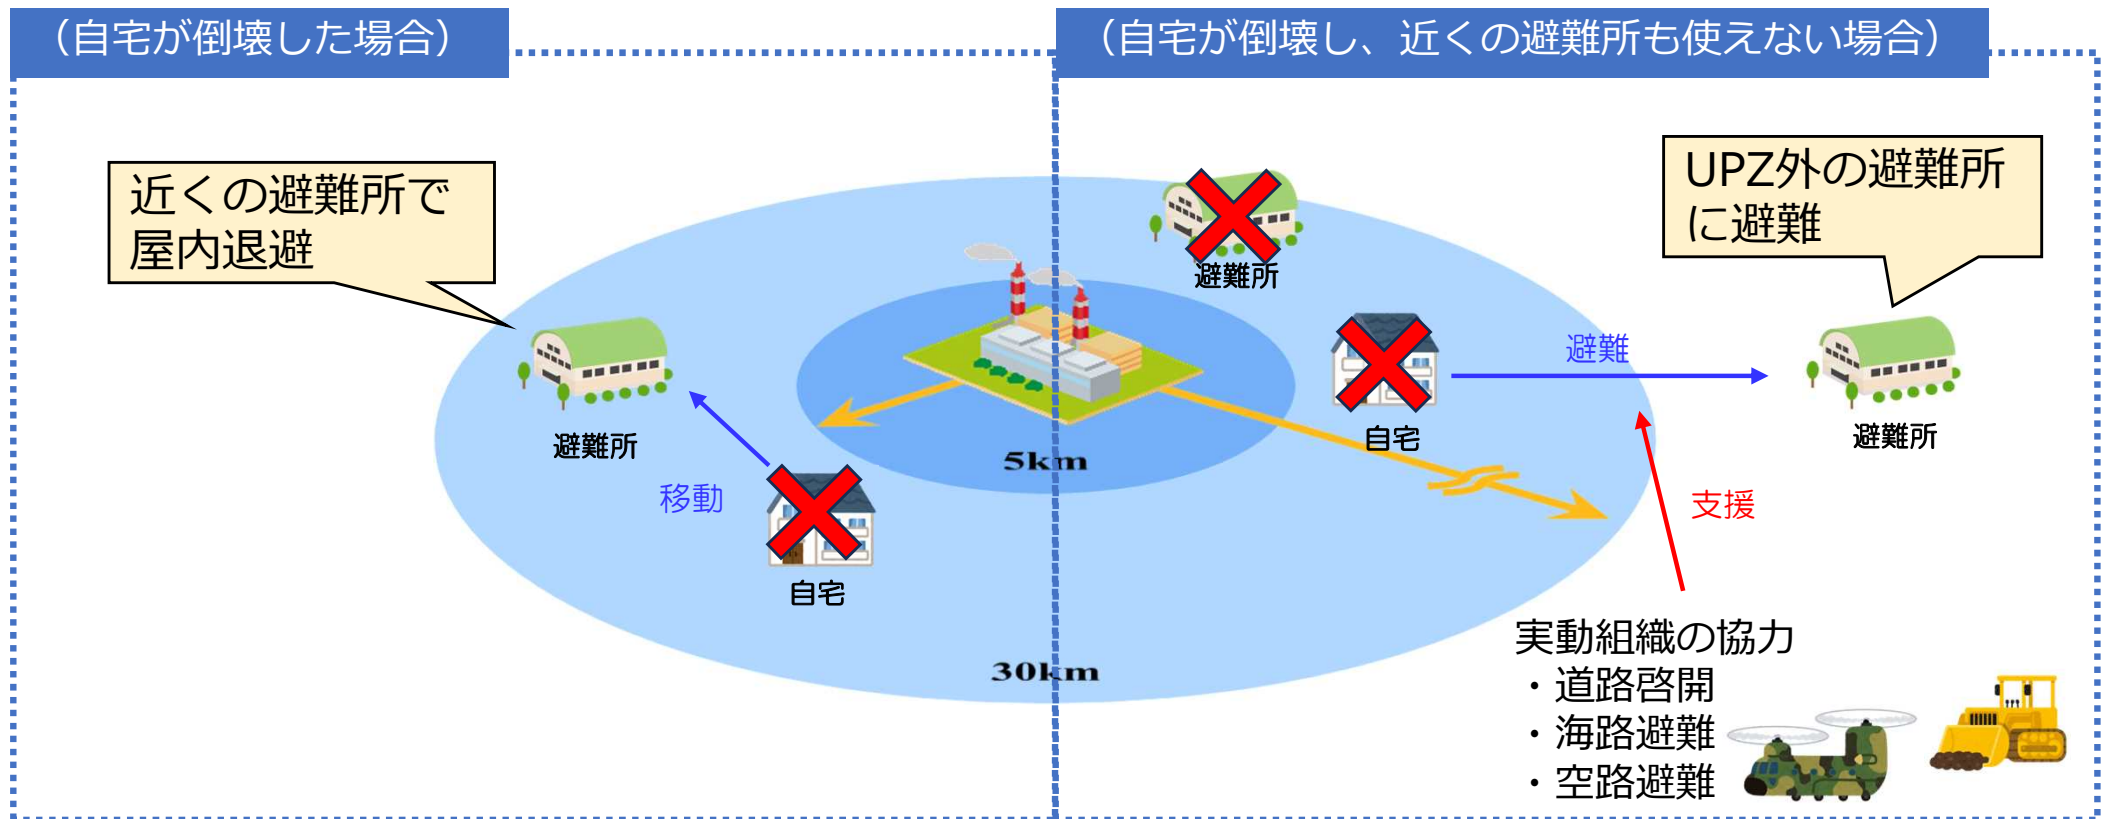 （自宅が倒壊した場合）
近くの避難所で
屋内退避
避難所
移動
自宅
5km
30km
（自宅が倒壊し、近くの避難所も使えない場合）
避難所
自宅
避難
UPZ外の避難所
に避難
避難所
支援
実動組織の協力
・道路啓開
・海路避難
・空路避難